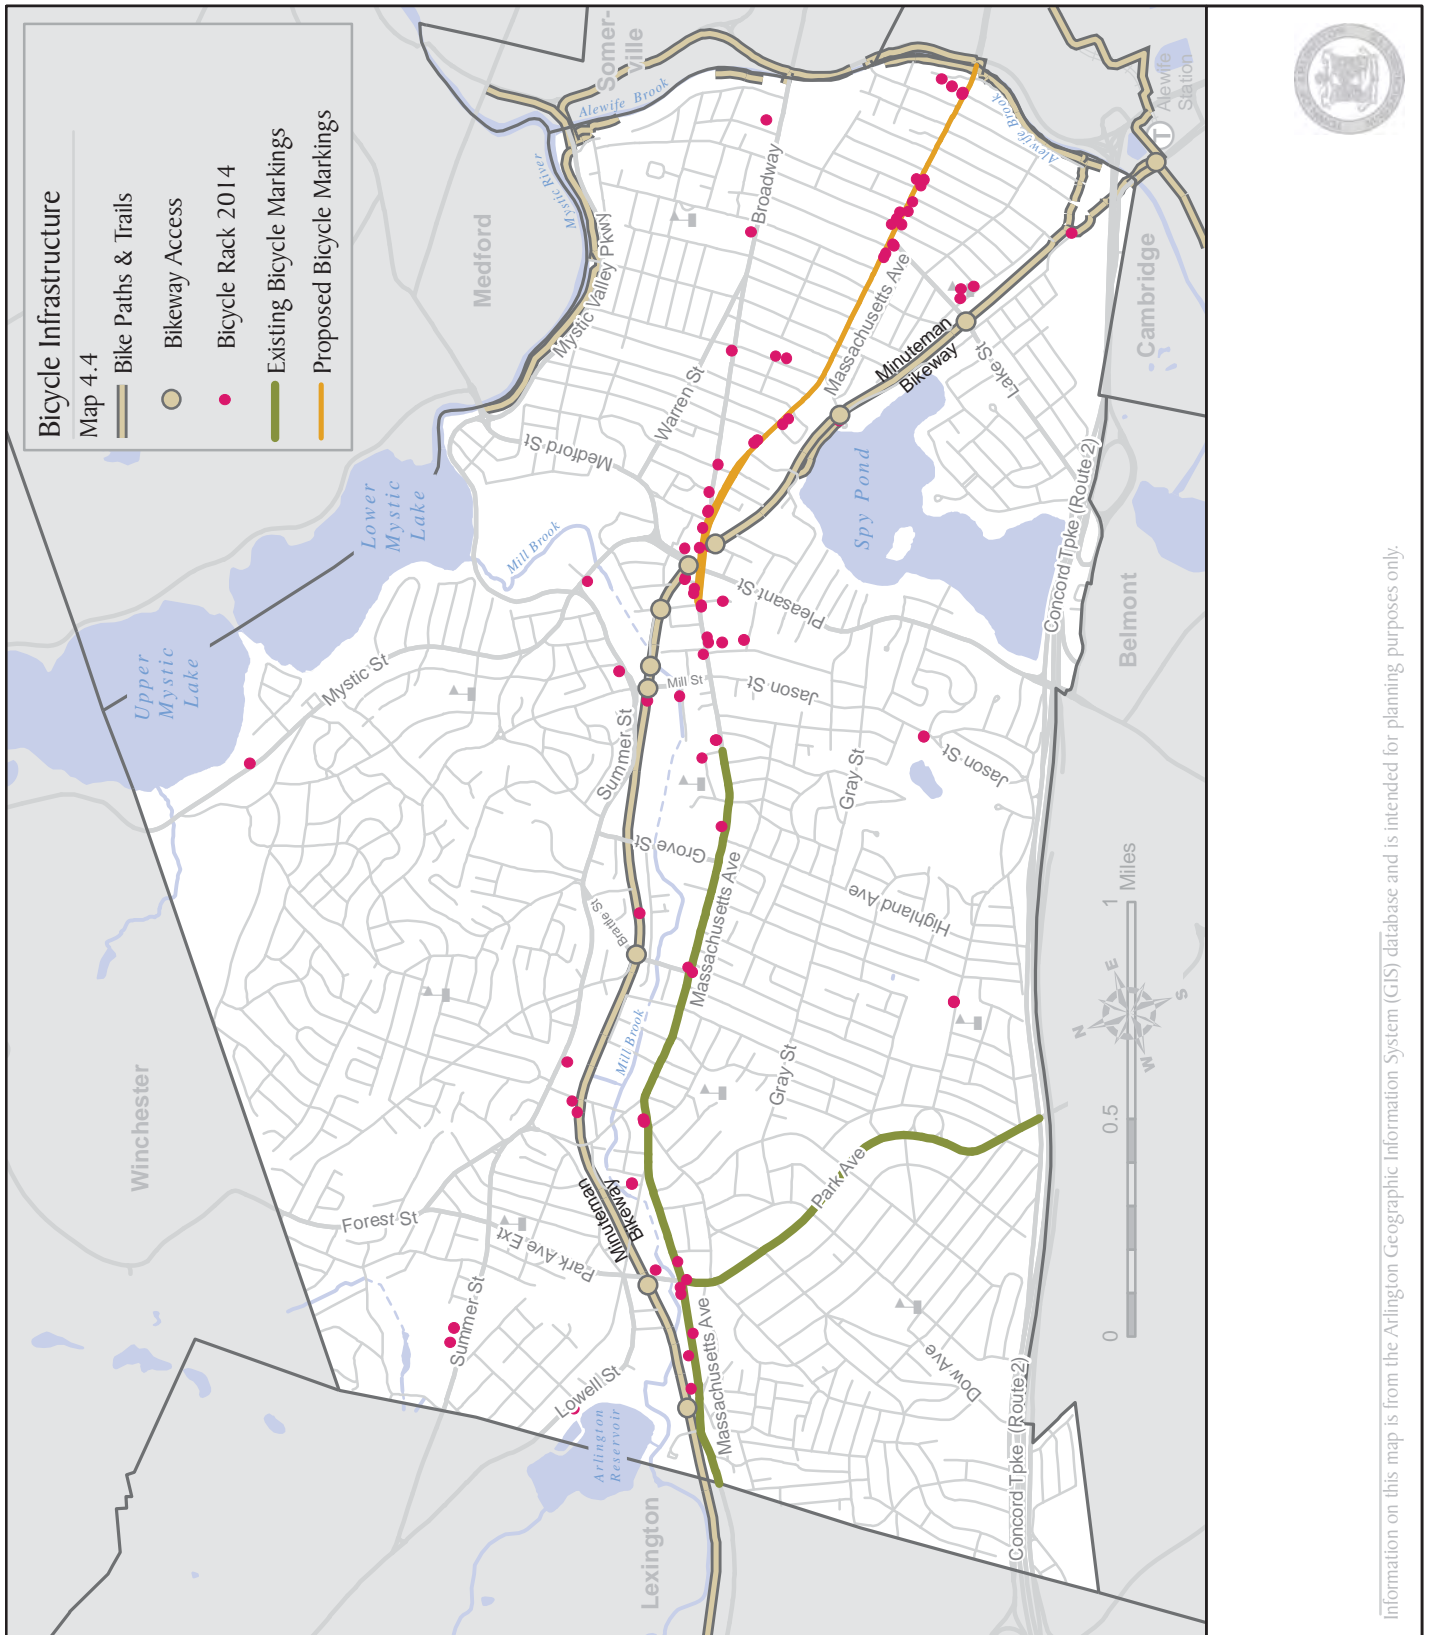 Bicycle Infrastructure
Map 4.4
Bike Paths & Trails
Bikeway Access
Bicycle Rack 2014
Existing Bicycle Markings
Proposed Bicycle Markings
Somer-
ville
Medford
Winchester
Lexington
Belmont
Cambridge
Alewife
Station
T
Alewife Brook
Alewife Brook
Mystic River
Mystic Valley Pkwy
Broadway
Warren St
Medford St
Massachusetts Ave
Minuteman
Bikeway
Lake St
Spy Pond
Concord Tpke (Route 2)
Lower
Mystic
Lake
Upper
Mystic
Lake
Mill Brook
Mystic St
Pleasant St
Mill St
Jason St
Jason St
Summer St
Grove St
Gray St
Brattle St
Massachusetts Ave
Highland Ave
Mill Brook
Gray St
Park Ave
Minuteman
Bikeway
Forest St
Park Ave Ext
Summer St
Lowell St
Arlington
Reservoir
Massachusetts Ave
Dow Ave
Concord Tpke (Route 2)
0 0.5 1 Miles
N
E
S
W
Information on this map is from the Arlington Geographic Information System (GIS) database and is intended for planning purposes only.